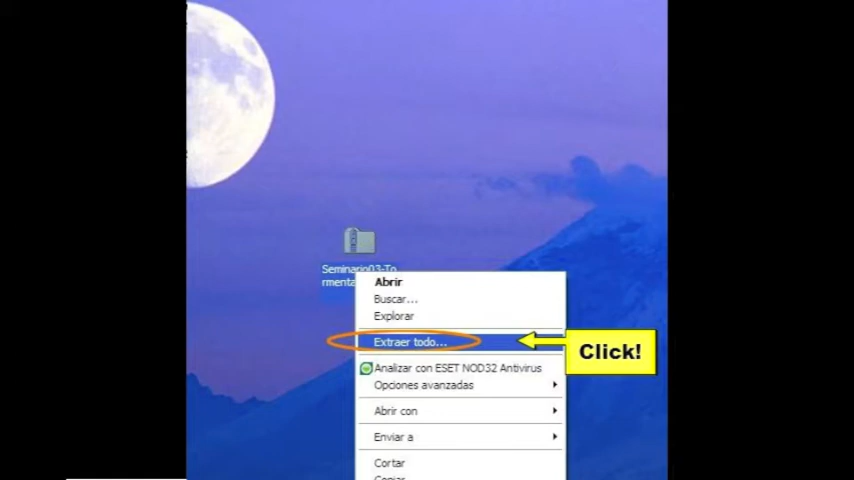 Seminario03-To
rmenta
Abrir
Buscar...
Explorar
Extraer todo...
Click!
Analizar con ESET NOD32 Antivirus
Opciones avanzadas
Abrir con
Enviar a
Cortar
Copiar